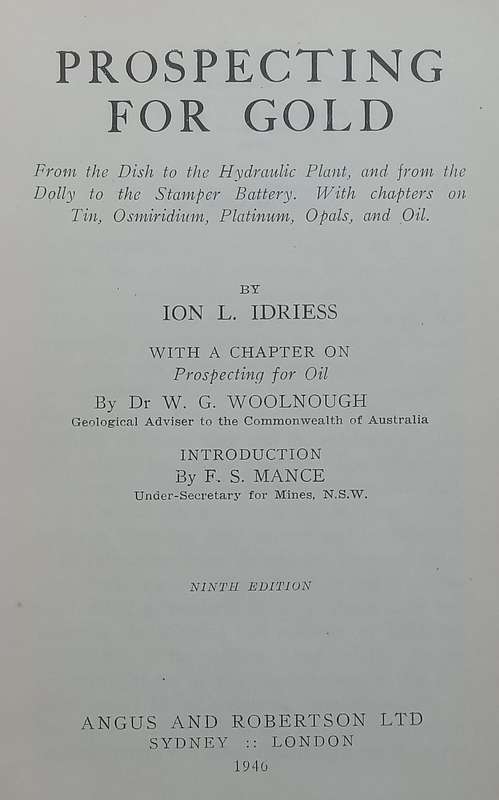 PROSPECTING
FOR GOLD
From the Dish to the Hydraulic Plant, and from the
Dolly to the Stamper Battery. With chapters on
Tin, Osmiridium, Platinum, Opals, and Oil.
BY
ION L. IDRIESS
WITH A CHAPTER ON
Prospecting for Oil
By Dr W. G. WOOLNOUGH
Geological Adviser to the Commonwealth of Australia
INTRODUCTION
By F. S. MANCE
Under-Secretary for Mines, N.S.W.
NINTH EDITION
ANGUS AND ROBERTSON LTD
SYDNEY :: LONDON
1946